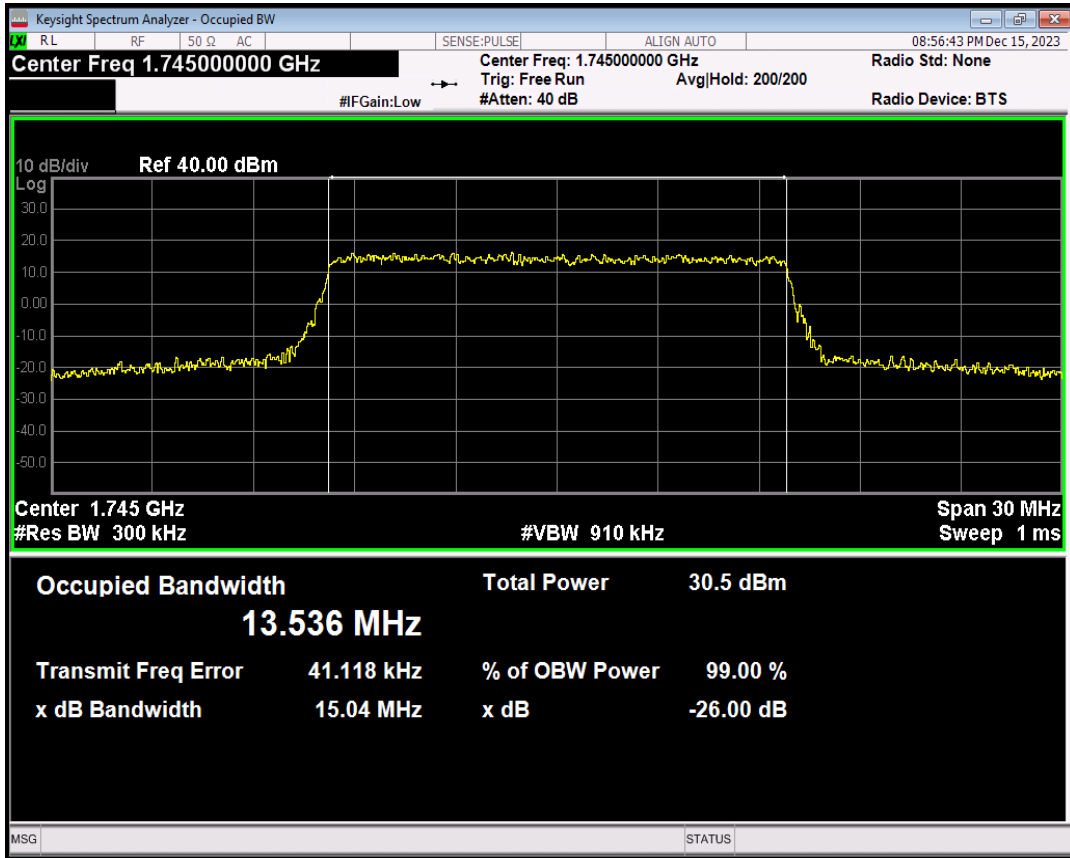 Keysight Spectrum Analyzer - Occupied BW
LXI RL RF 50 Ω AC SENSE:PULSE ALIGN AUTO 08:56:43 PM Dec 15, 2023
Center Freq 1.745000000 GHz Center Freq: 1.745000000 GHz Radio Std: None
Trig: Free Run Avg|Hold: 200/200
#IFGain:Low #Atten: 40 dB Radio Device: BTS
10 dB/div Ref 40.00 dBm
Log
30.0
20.0
10.0
0.00
-10.0
-20.0
-30.0
-40.0
-50.0
Center 1.745 GHz Span 30 MHz
#Res BW 300 kHz #VBW 910 kHz Sweep 1 ms
Occupied Bandwidth Total Power 30.5 dBm
13.536 MHz
Transmit Freq Error 41.118 kHz % of OBW Power 99.00 %
x dB Bandwidth 15.04 MHz x dB -26.00 dB
MSG STATUS